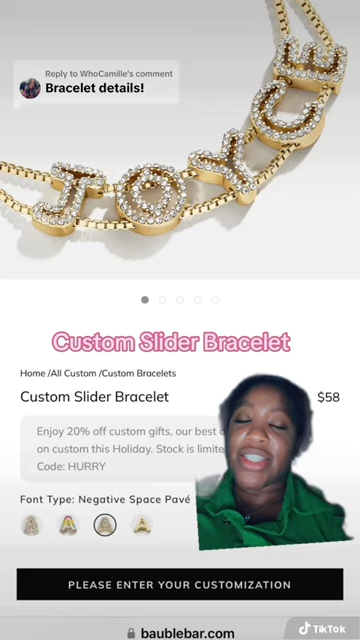 Reply to WhoCamille's comment
Bracelet details!
JOYCE
Custom Slider Bracelet
Home /All Custom /Custom Bracelets
Custom Slider Bracelet
$58
Enjoy 20% off custom gifts, our best
on custom this Holiday. Stock is limite
Code: HURRY
Font Type: Negative Space Pavé
A A A A
PLEASE ENTER YOUR CUSTOMIZATION
baublebar.com
TikTok